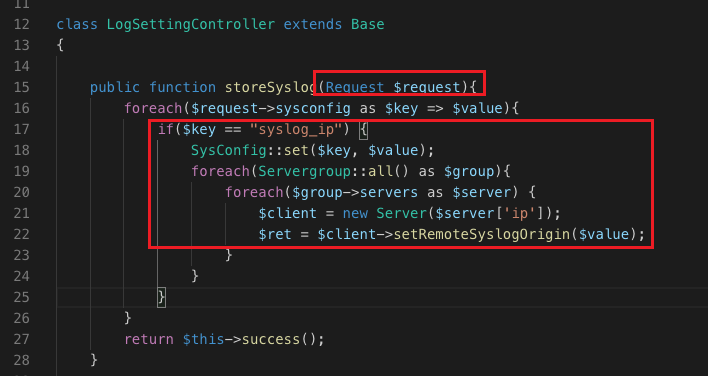 11
12 class LogSettingController extends Base
13 {
14
15     public function storeSyslog(Request $request){
16         foreach($request->sysconfig as $key => $value){
17             if($key == "syslog_ip") {
18                 SysConfig::set($key, $value);
19                 foreach(Servergroup::all() as $group){
20                     foreach($group->servers as $server) {
21                         $client = new Server($server['ip']);
22                         $ret = $client->setRemoteSyslogOrigin($value);
23                     }
24                 }
25             }
26         }
27         return $this->success();
28     }